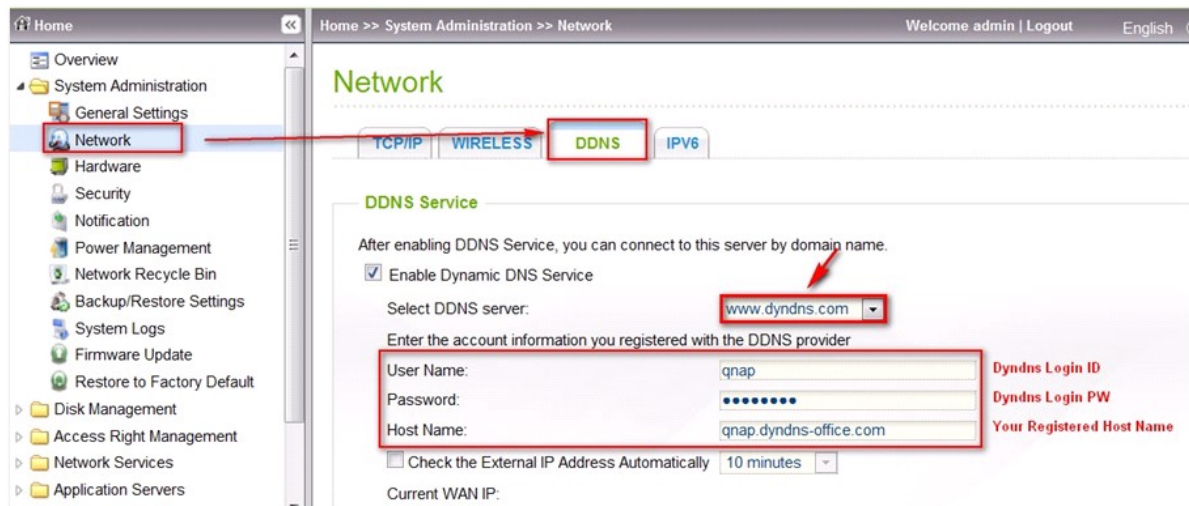 Home
Home >> System Administration >> Network
Welcome admin | Logout
English
Overview
System Administration
General Settings
Network
Hardware
Security
Notification
Power Management
Network Recycle Bin
Backup/Restore Settings
System Logs
Firmware Update
Restore to Factory Default
Disk Management
Access Right Management
Network Services
Application Servers
Network
TCP/IP
WIRELESS
DDNS
IPV6
DDNS Service
After enabling DDNS Service, you can connect to this server by domain name.
Enable Dynamic DNS Service
Select DDNS server: www.dyndns.com
Enter the account information you registered with the DDNS provider
User Name: qnap Dyndns Login ID
Password: ●●●●●●●● Dyndns Login PW
Host Name: qnap.dyndns-office.com Your Registered Host Name
Check the External IP Address Automatically 10 minutes
Current WAN IP: